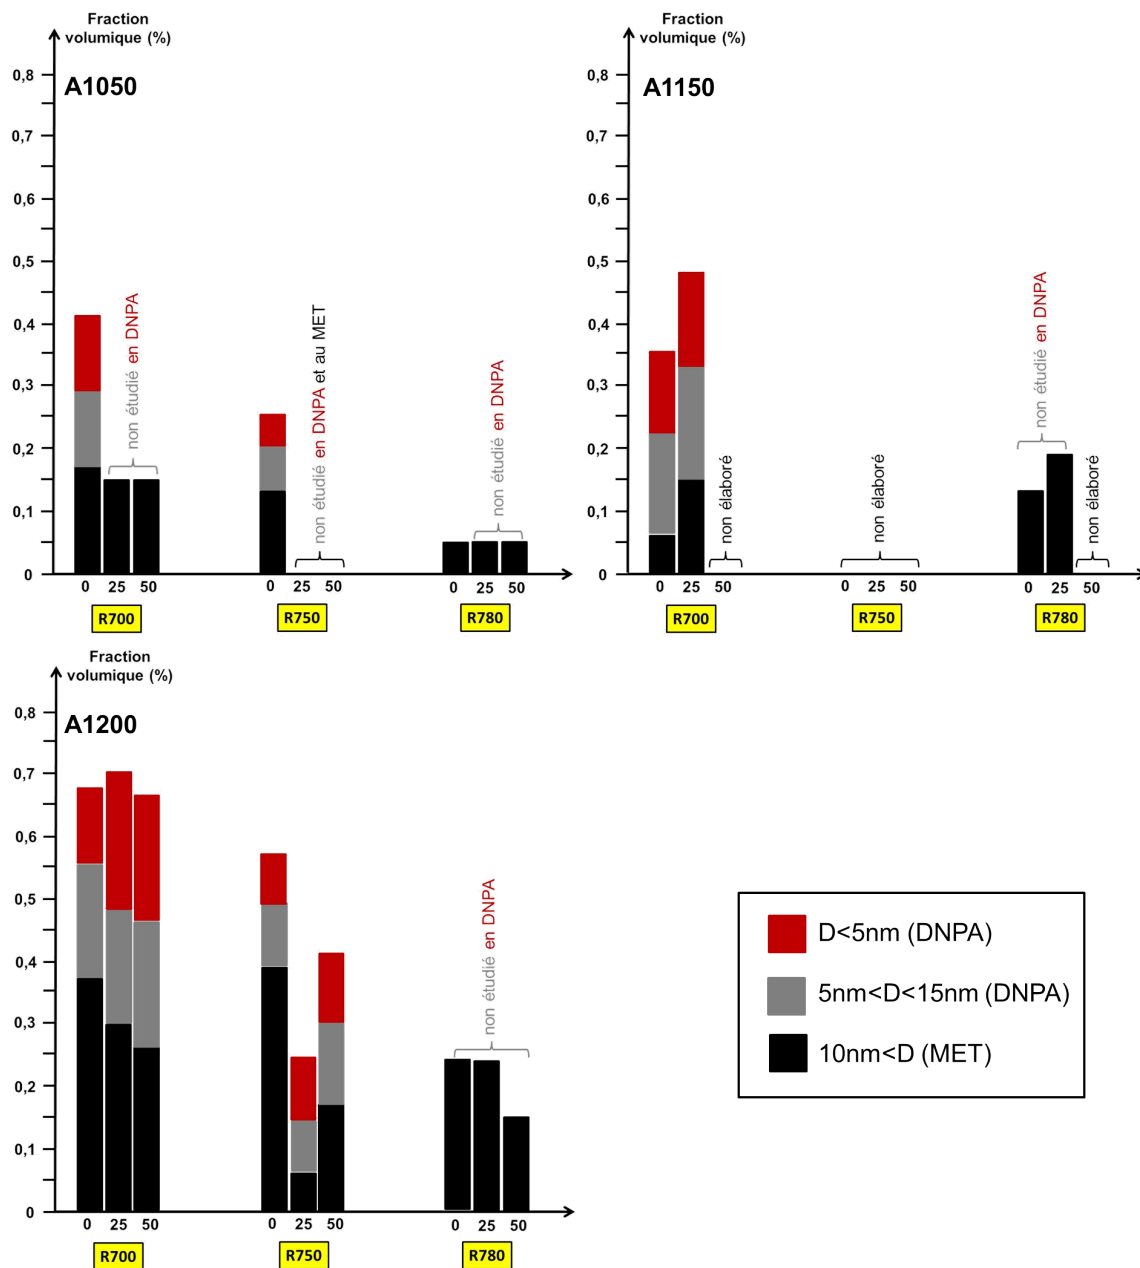 Fraction
volumique (%)
A1050
0,8
0,7
0,6
0,5
0,4
0,3
0,2
0,1
0
non étudié en DNPA
non étudié en DNPA et au MET
non étudié en DNPA
0 25 50
0 25 50
0 25 50
R700
R750
R780
Fraction
volumique (%)
A1150
0,8
0,7
0,6
0,5
0,4
0,3
0,2
0,1
0
non élaboré
non élaboré
non étudié en DNPA
non élaboré
0 25 50
0 25 50
0 25 50
R700
R750
R780
Fraction
volumique (%)
A1200
0,8
0,7
0,6
0,5
0,4
0,3
0,2
0,1
0
non étudié en DNPA
0 25 50
0 25 50
0 25 50
R700
R750
R780
D<5nm (DNPA)
5nm<D<15nm (DNPA)
10nm<D (MET)